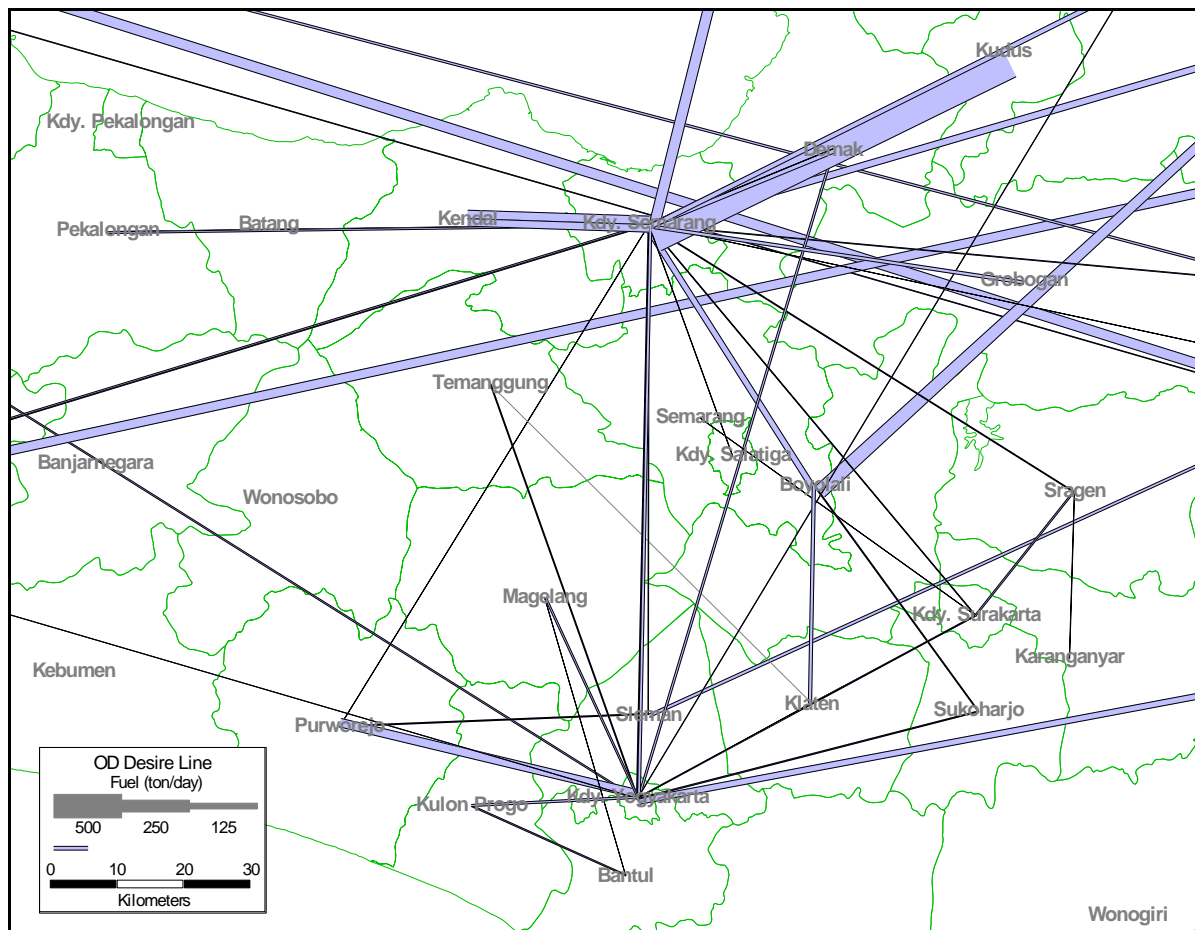 Kudus
Kdy. Pekalongan
Demak
Pekalongan
Batang
Kendal
Kdy. Semarang
Grobogan
Temanggung
Semarang
Kdy. Salatiga
Banjarnegara
Wonosobo
Boyolali
Sragen
Magelang
Kdy. Surakarta
Kebumen
Karanganyar
Purworejo
Sleman
Klaten
Sukoharjo
Kulon Progo
Kdy. Yogyakarta
Bantul
Wonogiri
OD Desire Line
Fuel (ton/day)
500 250 125
0 10 20 30
Kilometers